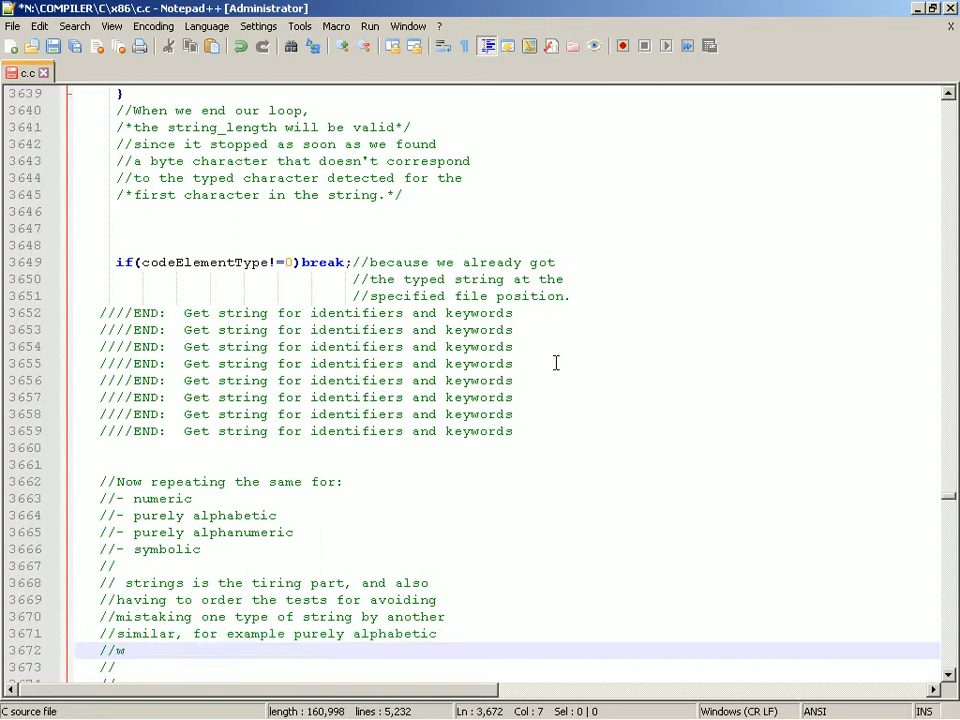 *N:\COMPILER\C\x86\c.c - Notepad++ [Administrator]
File Edit Search View Encoding Language Settings Tools Macro Run Window ? X
c.c
3639 }
3640 //When we end our loop,
3641 /*the string_length will be valid*/
3642 //since it stopped as soon as we found
3643 //a byte character that doesn't correspond
3644 //to the typed character detected for the
3645 /*first character in the string.*/
3646
3647
3648
3649 if(codeElementType!=0)break;//because we already got
3650 //the typed string at the
3651 //specified file position.
3652 ////END: Get string for identifiers and keywords
3653 ////END: Get string for identifiers and keywords
3654 ////END: Get string for identifiers and keywords
3655 ////END: Get string for identifiers and keywords
3656 ////END: Get string for identifiers and keywords
3657 ////END: Get string for identifiers and keywords
3658 ////END: Get string for identifiers and keywords
3659 ////END: Get string for identifiers and keywords
3660
3661
3662 //Now repeating the same for:
3663 //- numeric
3664 //- purely alphabetic
3665 //- purely alphanumeric
3666 //- symbolic
3667 //
3668 // strings is the tiring part, and also
3669 //having to order the tests for avoiding
3670 //mistaking one type of string by another
3671 //similar, for example purely alphabetic
3672 //w
3673 //
C source file length : 160,998 lines : 5,232 Ln : 3,672 Col : 7 Sel : 0 | 0 Windows (CR LF) ANSI INS